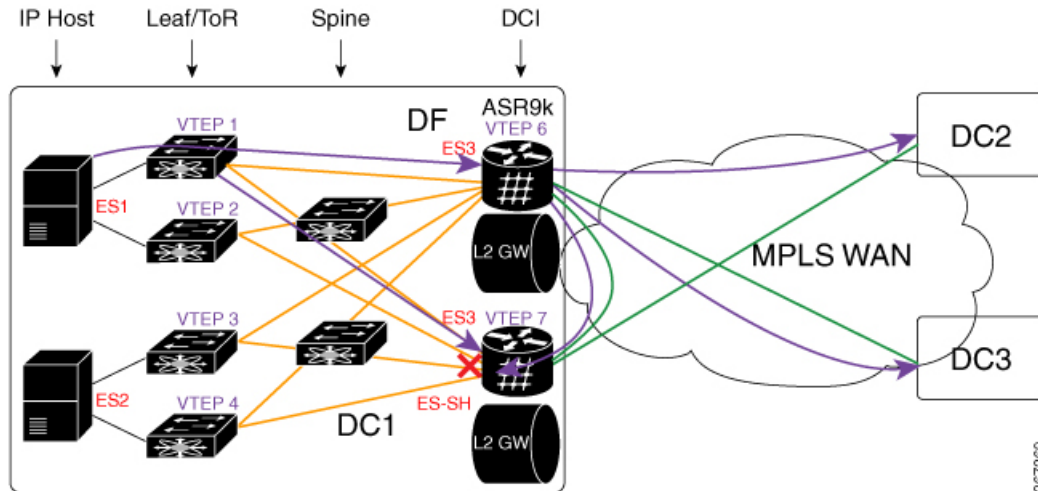 IP Host
Leaf/ToR
Spine
DCI
DF
ASR9k
VTEP 1
VTEP 6
ES3
DC2
ES1
VTEP 2
L2 GW
MPLS WAN
ES3
VTEP 3
VTEP 7
DC3
ES2
VTEP 4
ES-SH
DC1
L2 GW